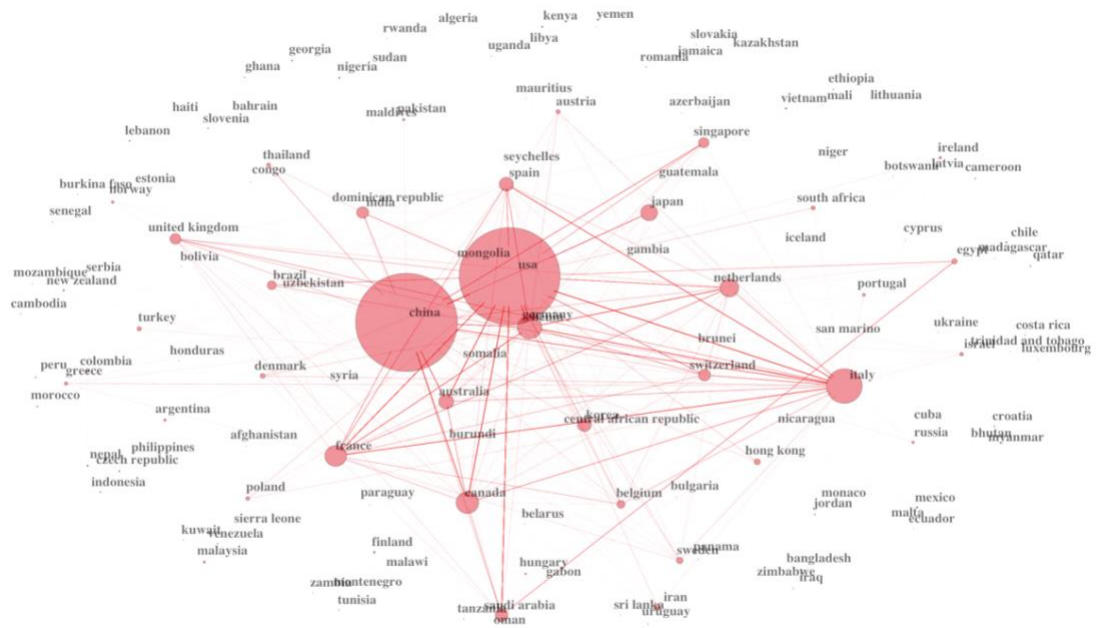 algeria
kenya
yemen
rwanda
libya
uganda
slovakia
jamaica
kazakhstan
georgia
sudan
romania
ghana
nigeria
ethiopia
mauritius
austria
azerbaijan
vietnam
mali
lithuania
haiti
bahrain
slovenia
maldives
pakistan
lebanon
singapore
thailand
congo
seychelles
spain
guatemala
niger
ireland
latvia
botswana
cameroon
burkina faso
estonia
norway
senegal
dominican republic
india
japan
south africa
united kingdom
bolivia
mongolia
usa
gambia
iceland
cyprus
chile
egypt
madagascar
qatar
mozambique
serbia
new zealand
cambodia
brazil
uzbekistan
netherlands
portugal
china
germany
turkey
honduras
somalia
brunei
san marino
ukraine
costa rica
israel
trinidad and tobago
luxembourg
peru
colombia
greece
morocco
denmark
syria
switzerland
italy
australia
argentina
afghanistan
france
burundi
korea
central african republic
nicaragua
cuba
russia
croatia
bhutan
myanmar
nepal
philippines
czech republic
indonesia
hong kong
poland
paraguay
canada
belgium
bulgaria
monaco
jordan
mexico
malta
ecuador
sierra leone
kuwait
venezuela
malaysia
belarus
finland
malawi
hungary
gabon
sweden
panama
bangladesh
zimbabwe
iraq
zambia
montenegro
tunisia
tanzania
saudi arabia
oman
sri lanka
iran
uruguay